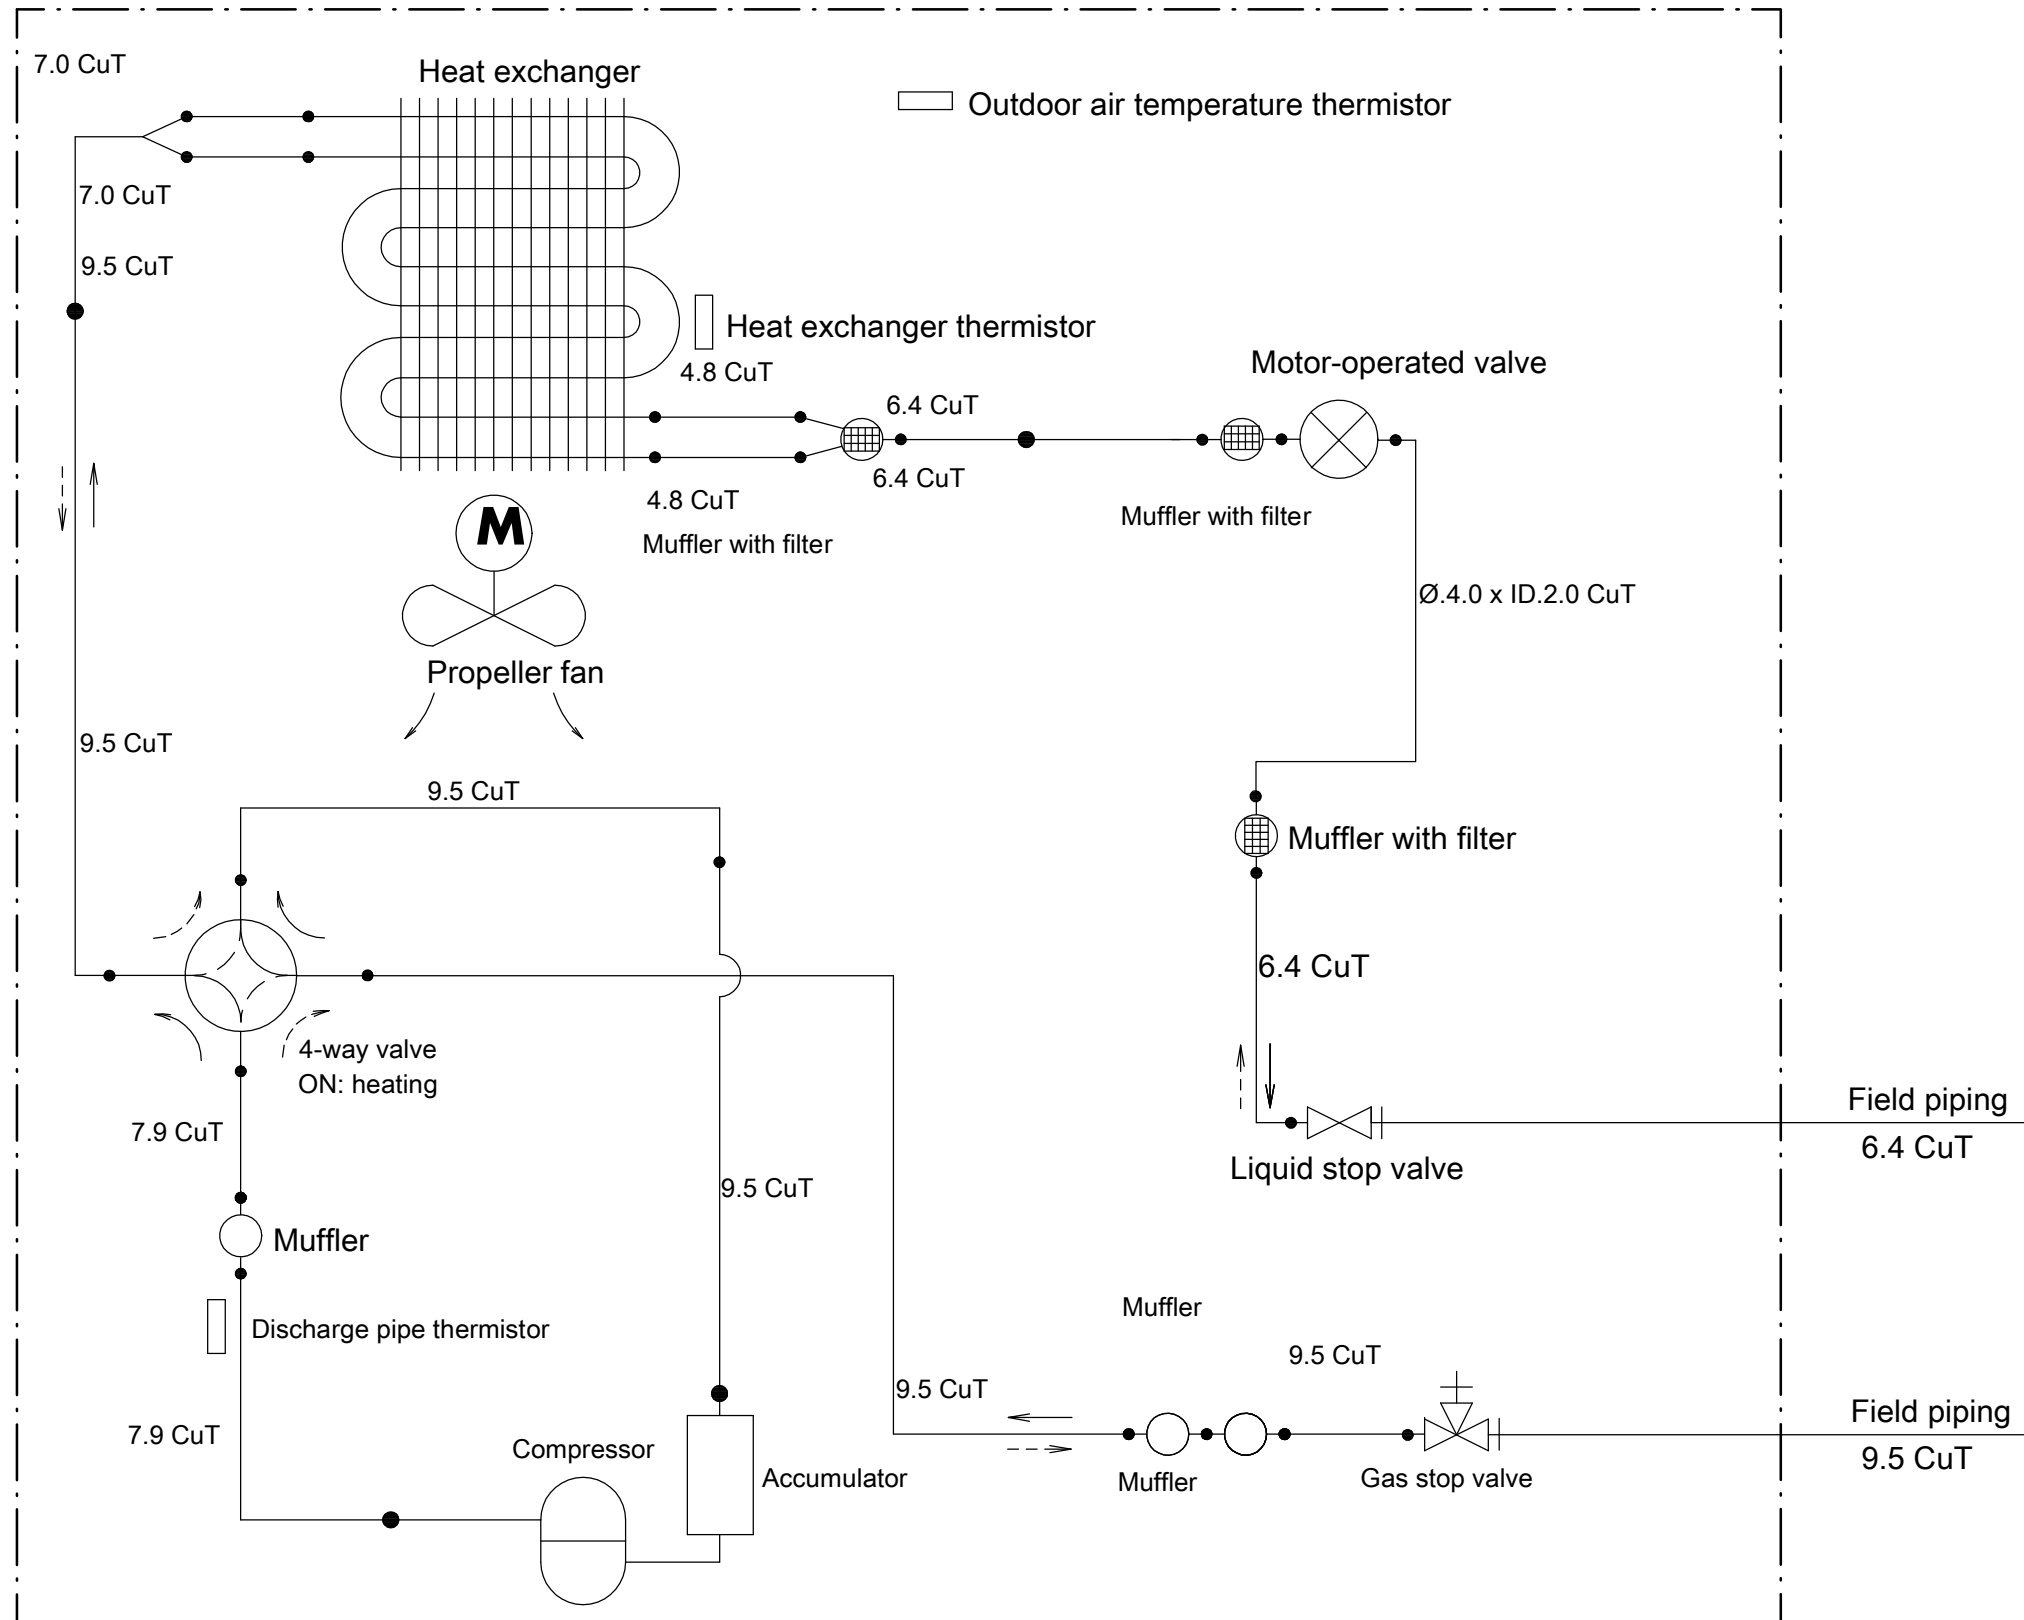 7.0 CuT
Heat exchanger
Outdoor air temperature thermistor
7.0 CuT
9.5 CuT
Heat exchanger thermistor
4.8 CuT
Motor-operated valve
6.4 CuT
6.4 CuT
4.8 CuT
Muffler with filter
Muffler with filter
M
Ø.4.0 x ID.2.0 CuT
Propeller fan
9.5 CuT
9.5 CuT
Muffler with filter
6.4 CuT
4-way valve
ON: heating
7.9 CuT
Field piping
6.4 CuT
Liquid stop valve
9.5 CuT
Muffler
Discharge pipe thermistor
Muffler
9.5 CuT
9.5 CuT
7.9 CuT
Compressor
Accumulator
Muffler
Gas stop valve
Field piping
9.5 CuT